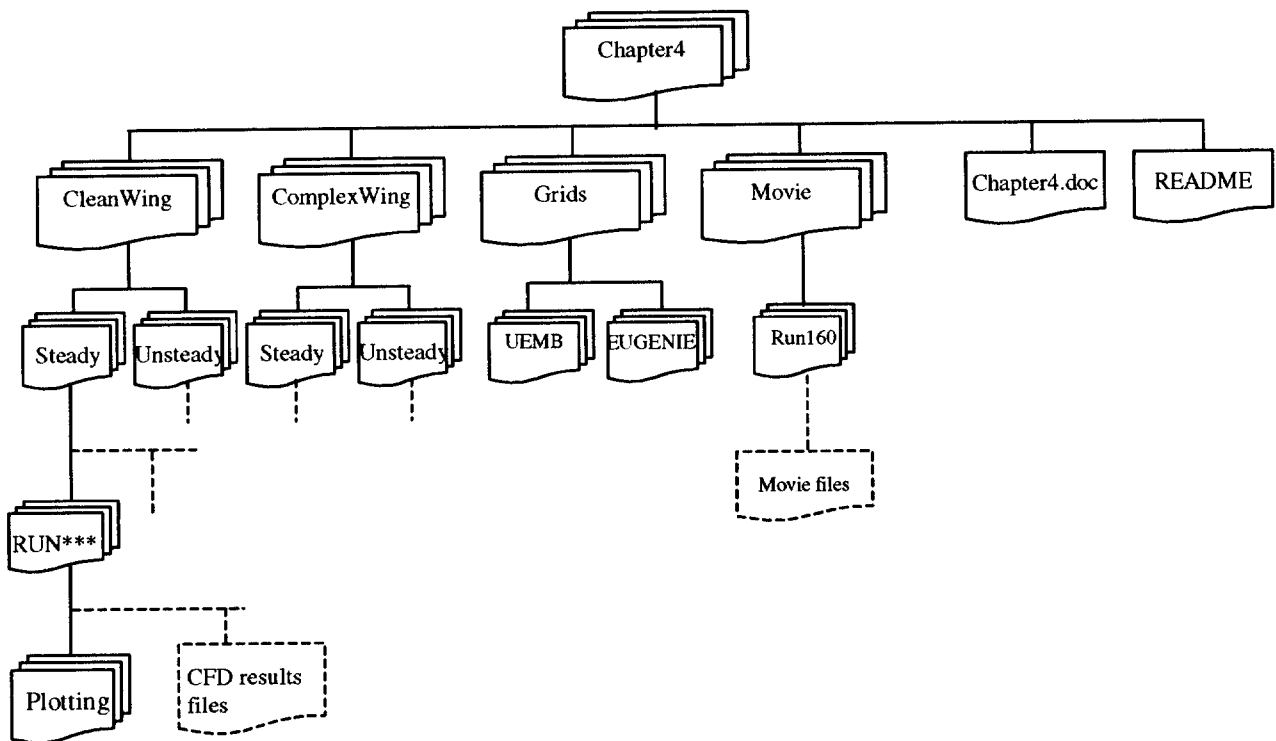 Chapter4
CleanWing
ComplexWing
Grids
Movie
Chapter4.doc
README
Steady
Unsteady
Steady
Unsteady
UEMB
EUGENIE
Run160
Movie files
RUN***
CFD results
files
Plotting